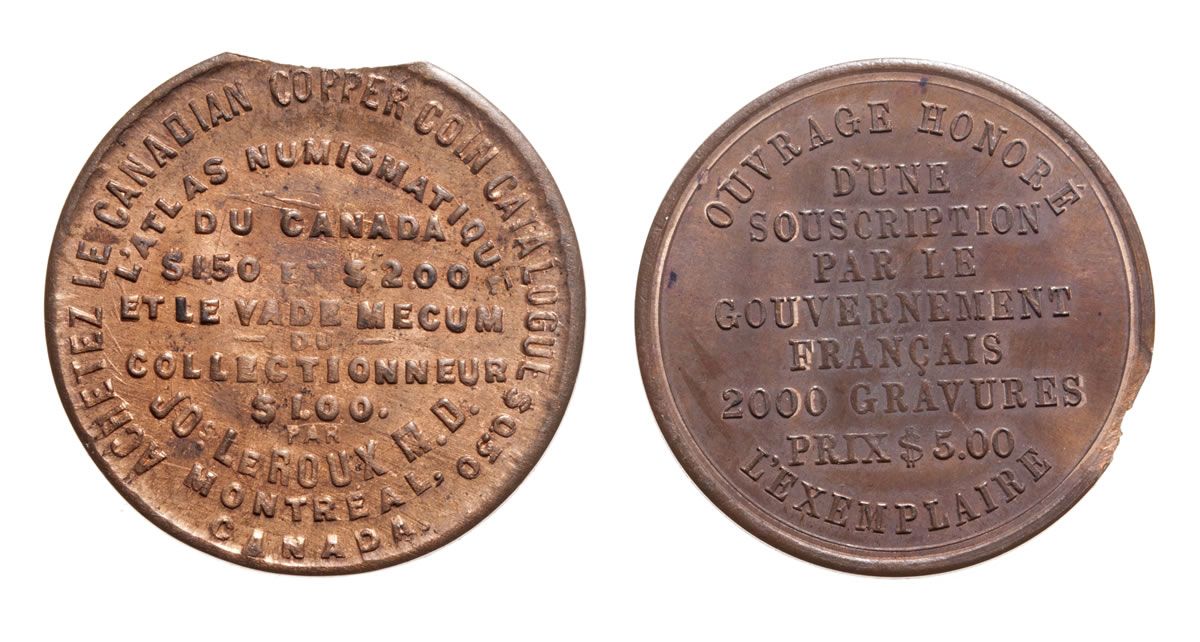 ACHETEZ LE CANADIAN COPPER COIN CATALOGUE $0.50
L'ATLAS NUMISMATIQUE
DU CANADA
$1.50 ET $2.00
ET LE VADE MECUM
DU
COLLECTIONNEUR
$1.00.
PAR
JOS LEROUX M.D.
MONTREAL,
CANADA.
OUVRAGE HONORÉ
D'UNE
SOUSCRIPTION
PAR LE
GOUVERNEMENT
FRANÇAIS
2000 GRAVURES
PRIX $5.00
L'EXEMPLAIRE